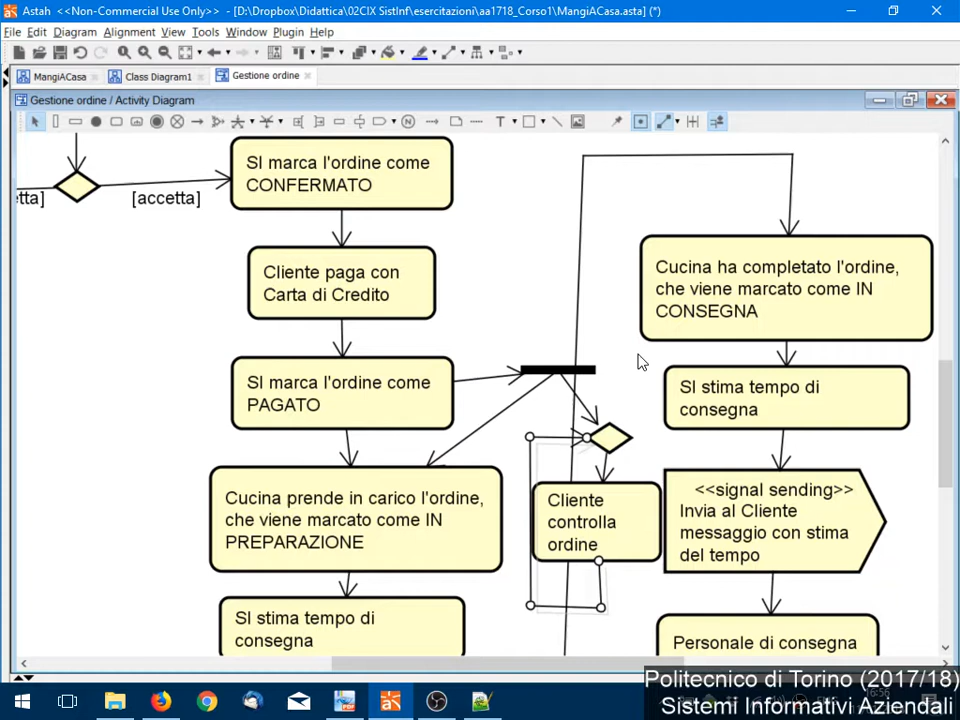 Astah <<Non-Commercial Use Only>> - [D:\Dropbox\Didattica\02CIX SistInf\esercitazioni\aa1718_Corso1\MangiACasa.asta] (*)
File Edit Diagram Alignment View Tools Window Plugin Help
MangiACasa Class Diagram1 Gestione ordine
Gestione ordine / Activity Diagram
SI marca l'ordine come
CONFERMATO
etta] [accetta]
Cliente paga con
Carta di Credito
Cucina ha completato l'ordine,
che viene marcato come IN
CONSEGNA
SI marca l'ordine come
PAGATO
SI stima tempo di
consegna
Cucina prende in carico l'ordine,
che viene marcato come IN
PREPARAZIONE
Cliente
controlla
ordine
<<signal sending>>
Invia al Cliente
messaggio con stima
del tempo
SI stima tempo di
consegna
Personale di consegna
Politecnico di Torino (2017/18)
Sistemi Informativi Aziendali
16:56